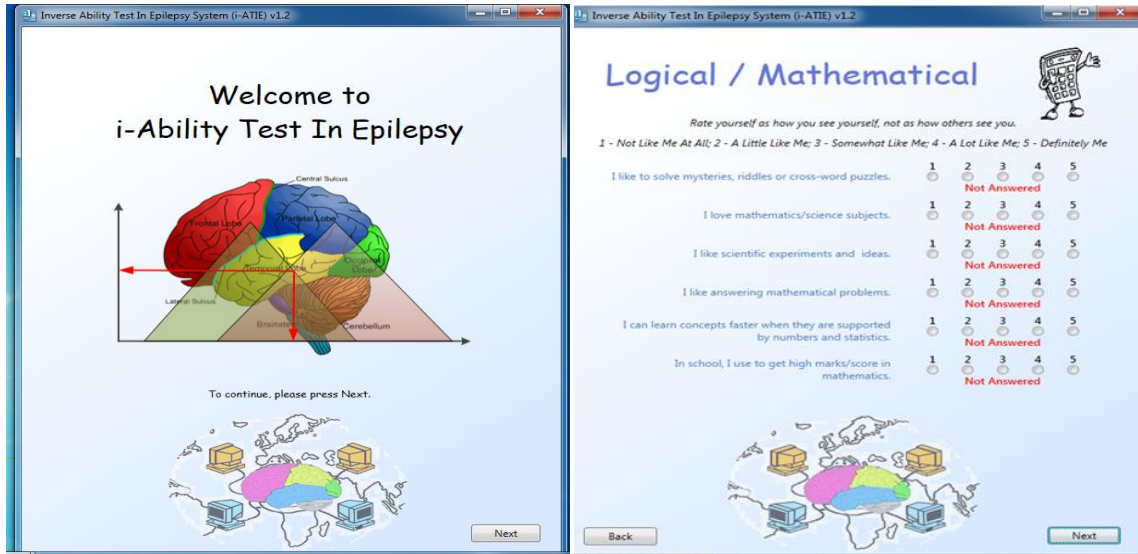 Inverse Ability Test In Epilepsy System (i-ATIE) v1.2
Welcome to
i-Ability Test In Epilepsy
Central Sulcus
Frontal Lobe
Parietal Lobe
Temporal Lobe
Occipital
Lobe
Lateral Sulcus
Brainstem
Cerebellum
To continue, please press Next.
Next
Inverse Ability Test In Epilepsy System (i-ATIE) v1.2
Logical / Mathematical
Rate yourself as how you see yourself, not as how others see you.
1 - Not Like Me At All; 2 - A Little Like Me; 3 - Somewhat Like Me; 4 - A Lot Like Me; 5 - Definitely Me
I like to solve mysteries, riddles or cross-word puzzles.
1 2 3 4 5
Not Answered
I love mathematics/science subjects.
1 2 3 4 5
Not Answered
I like scientific experiments and ideas.
1 2 3 4 5
Not Answered
I like answering mathematical problems.
1 2 3 4 5
Not Answered
I can learn concepts faster when they are supported
by numbers and statistics.
1 2 3 4 5
Not Answered
In school, I use to get high marks/score in
mathematics.
1 2 3 4 5
Not Answered
Back
Next